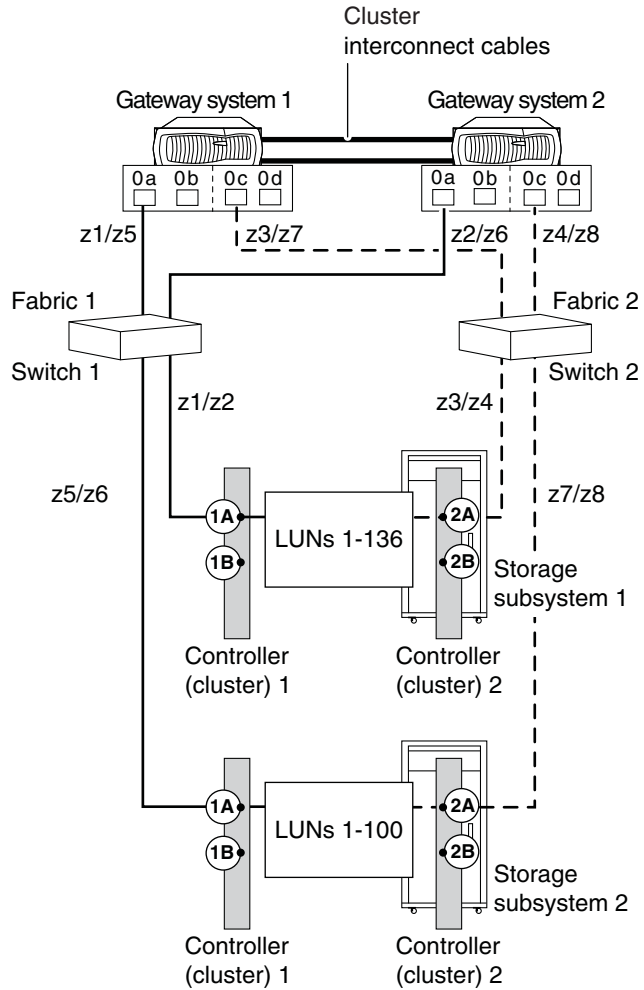 Cluster
interconnect cables
Gateway system 1
Gateway system 2
0a 0b 0c 0d
0a 0b 0c 0d
z1/z5
z3/z7
z2/z6
z4/z8
Fabric 1
Fabric 2
Switch 1
Switch 2
z1/z2
z3/z4
z5/z6
z7/z8
1A
LUNs 1-136
2A
1B
2B
Storage
subsystem 1
Controller
(cluster) 1
Controller
(cluster) 2
1A
LUNs 1-100
2A
1B
2B
Storage
subsystem 2
Controller
(cluster) 1
Controller
(cluster) 2